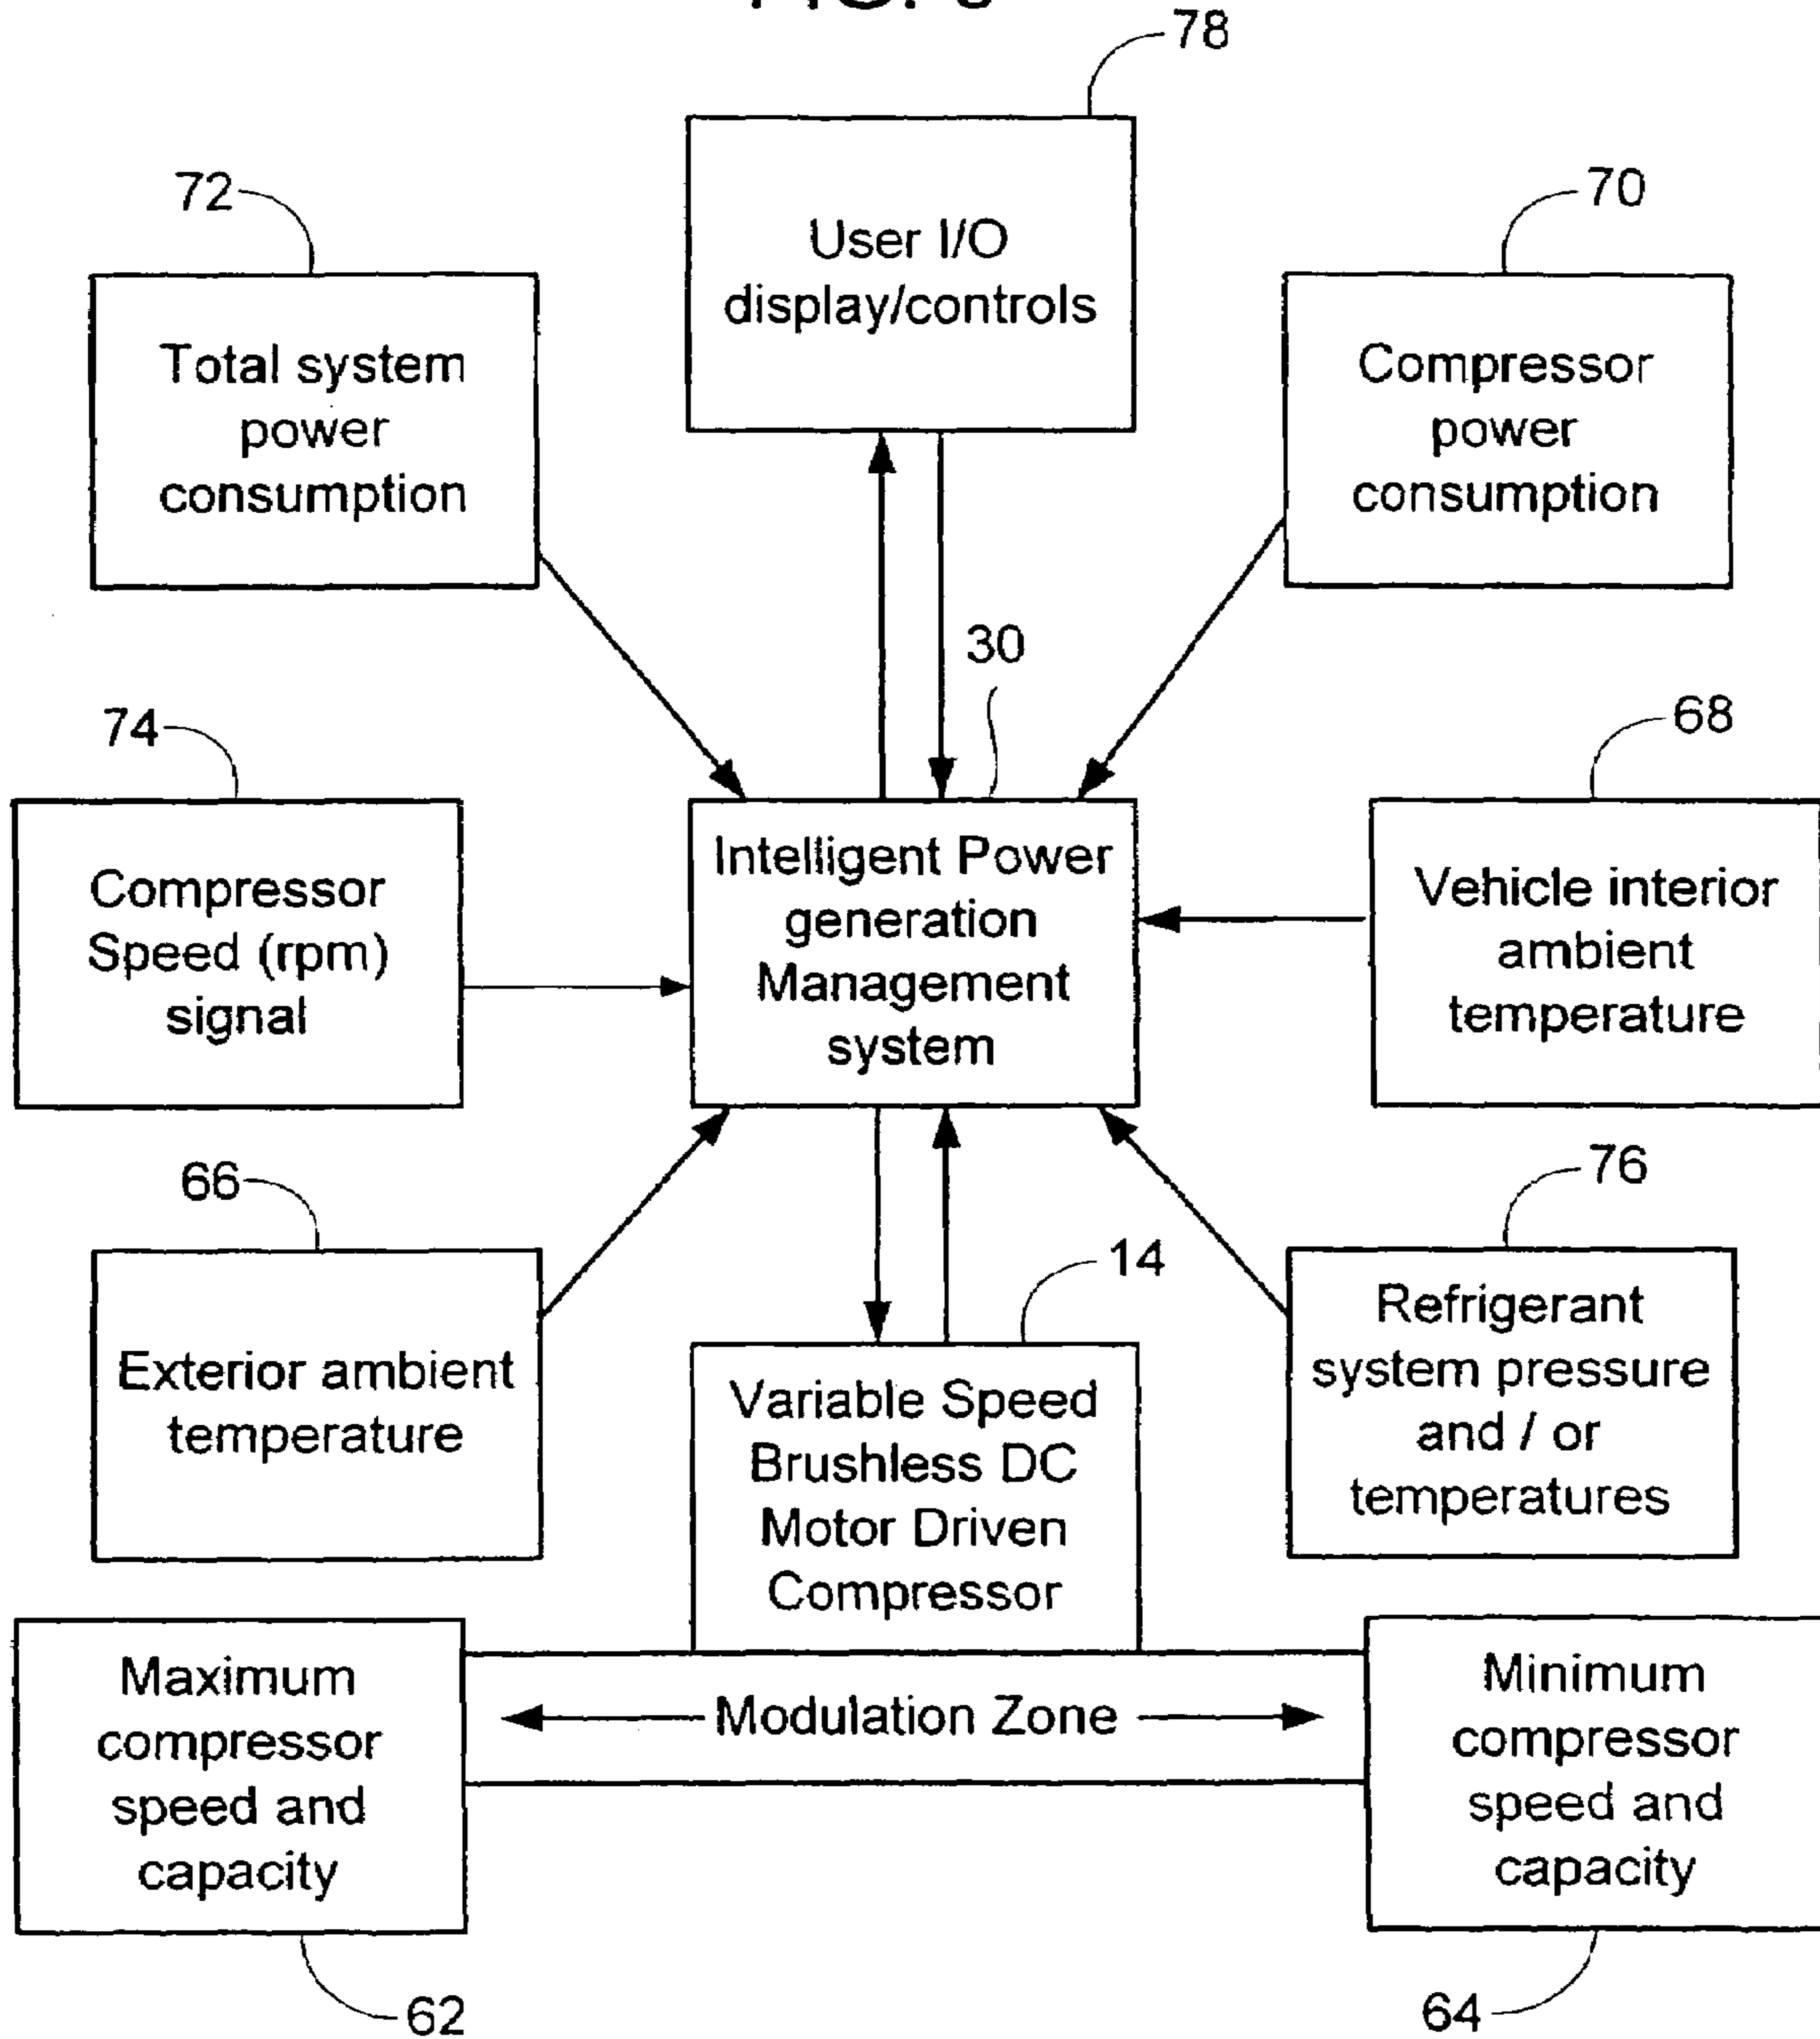 78
72
70
User I/O
display/controls
Total system
power
consumption
Compressor
power
consumption
30
74
68
Compressor
Speed (rpm)
signal
Intelligent Power
generation
Management
system
Vehicle interior
ambient
temperature
66
76
14
Exterior ambient
temperature
Variable Speed
Brushless DC
Motor Driven
Compressor
Refrigerant
system pressure
and / or
temperatures
Maximum
compressor
speed and
capacity
Modulation Zone
Minimum
compressor
speed and
capacity
62
64